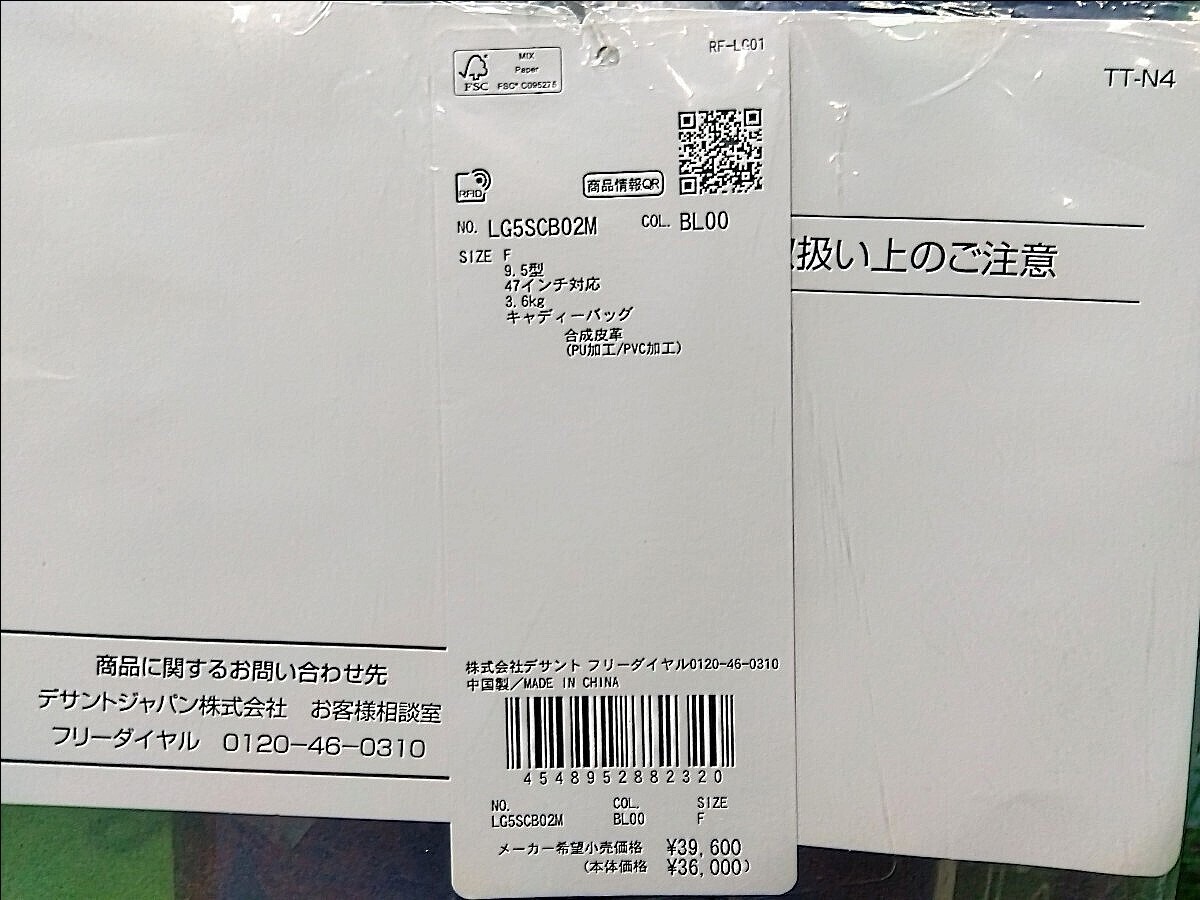 RF-LG01
MIX
Paper
FSC
FSC® C095275
RFID
商品情報QR
NO. LG5SCB02M COL. BL00
SIZE F
9.5型
47インチ対応
3.6kg
キャディーバッグ
合成皮革
(PU加工/PVC加工)
株式会社デサント フリーダイヤル0120-46-0310
中国製/MADE IN CHINA
4548952882320
NO. COL. SIZE
LG5SCB02M BL00 F
メーカー希望小売価格 ¥39,600
(本体価格 ¥36,000)
TT-N4
扱い上のご注意
商品に関するお問い合わせ先
デサントジャパン株式会社 お客様相談室
フリーダイヤル 0120-46-0310